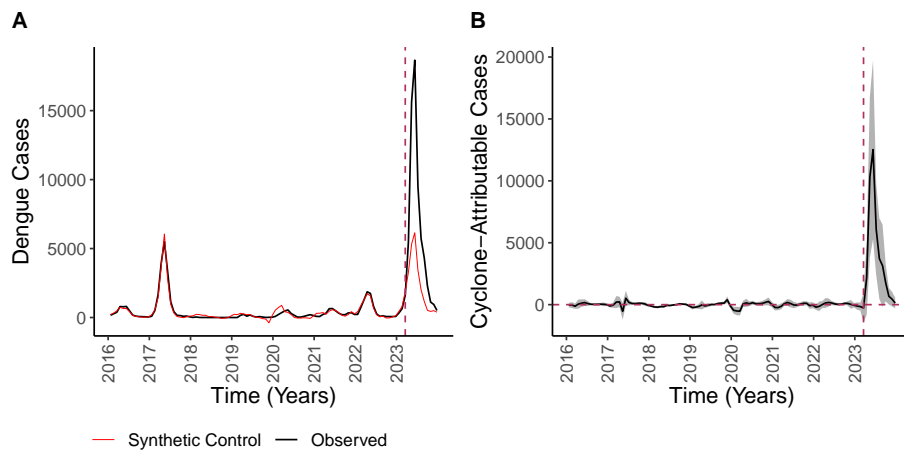 A
Dengue Cases
15000
10000
5000
0
2016 2017 2018 2019 2020 2021 2022 2023
Time (Years)
Synthetic Control Observed
B
Cyclone−Attributable Cases
20000
15000
10000
5000
0
2016 2017 2018 2019 2020 2021 2022 2023
Time (Years)